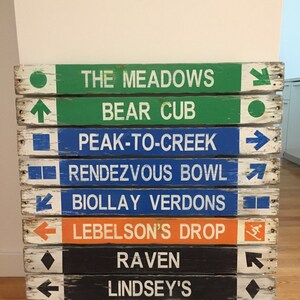 THE MEADOWS
BEAR CUB
PEAK-TO-CREEK
RENDEZVOUS BOWL
BIOLLAY VERDONS
LEBELSON'S DROP
RAVEN
LINDSEY'S